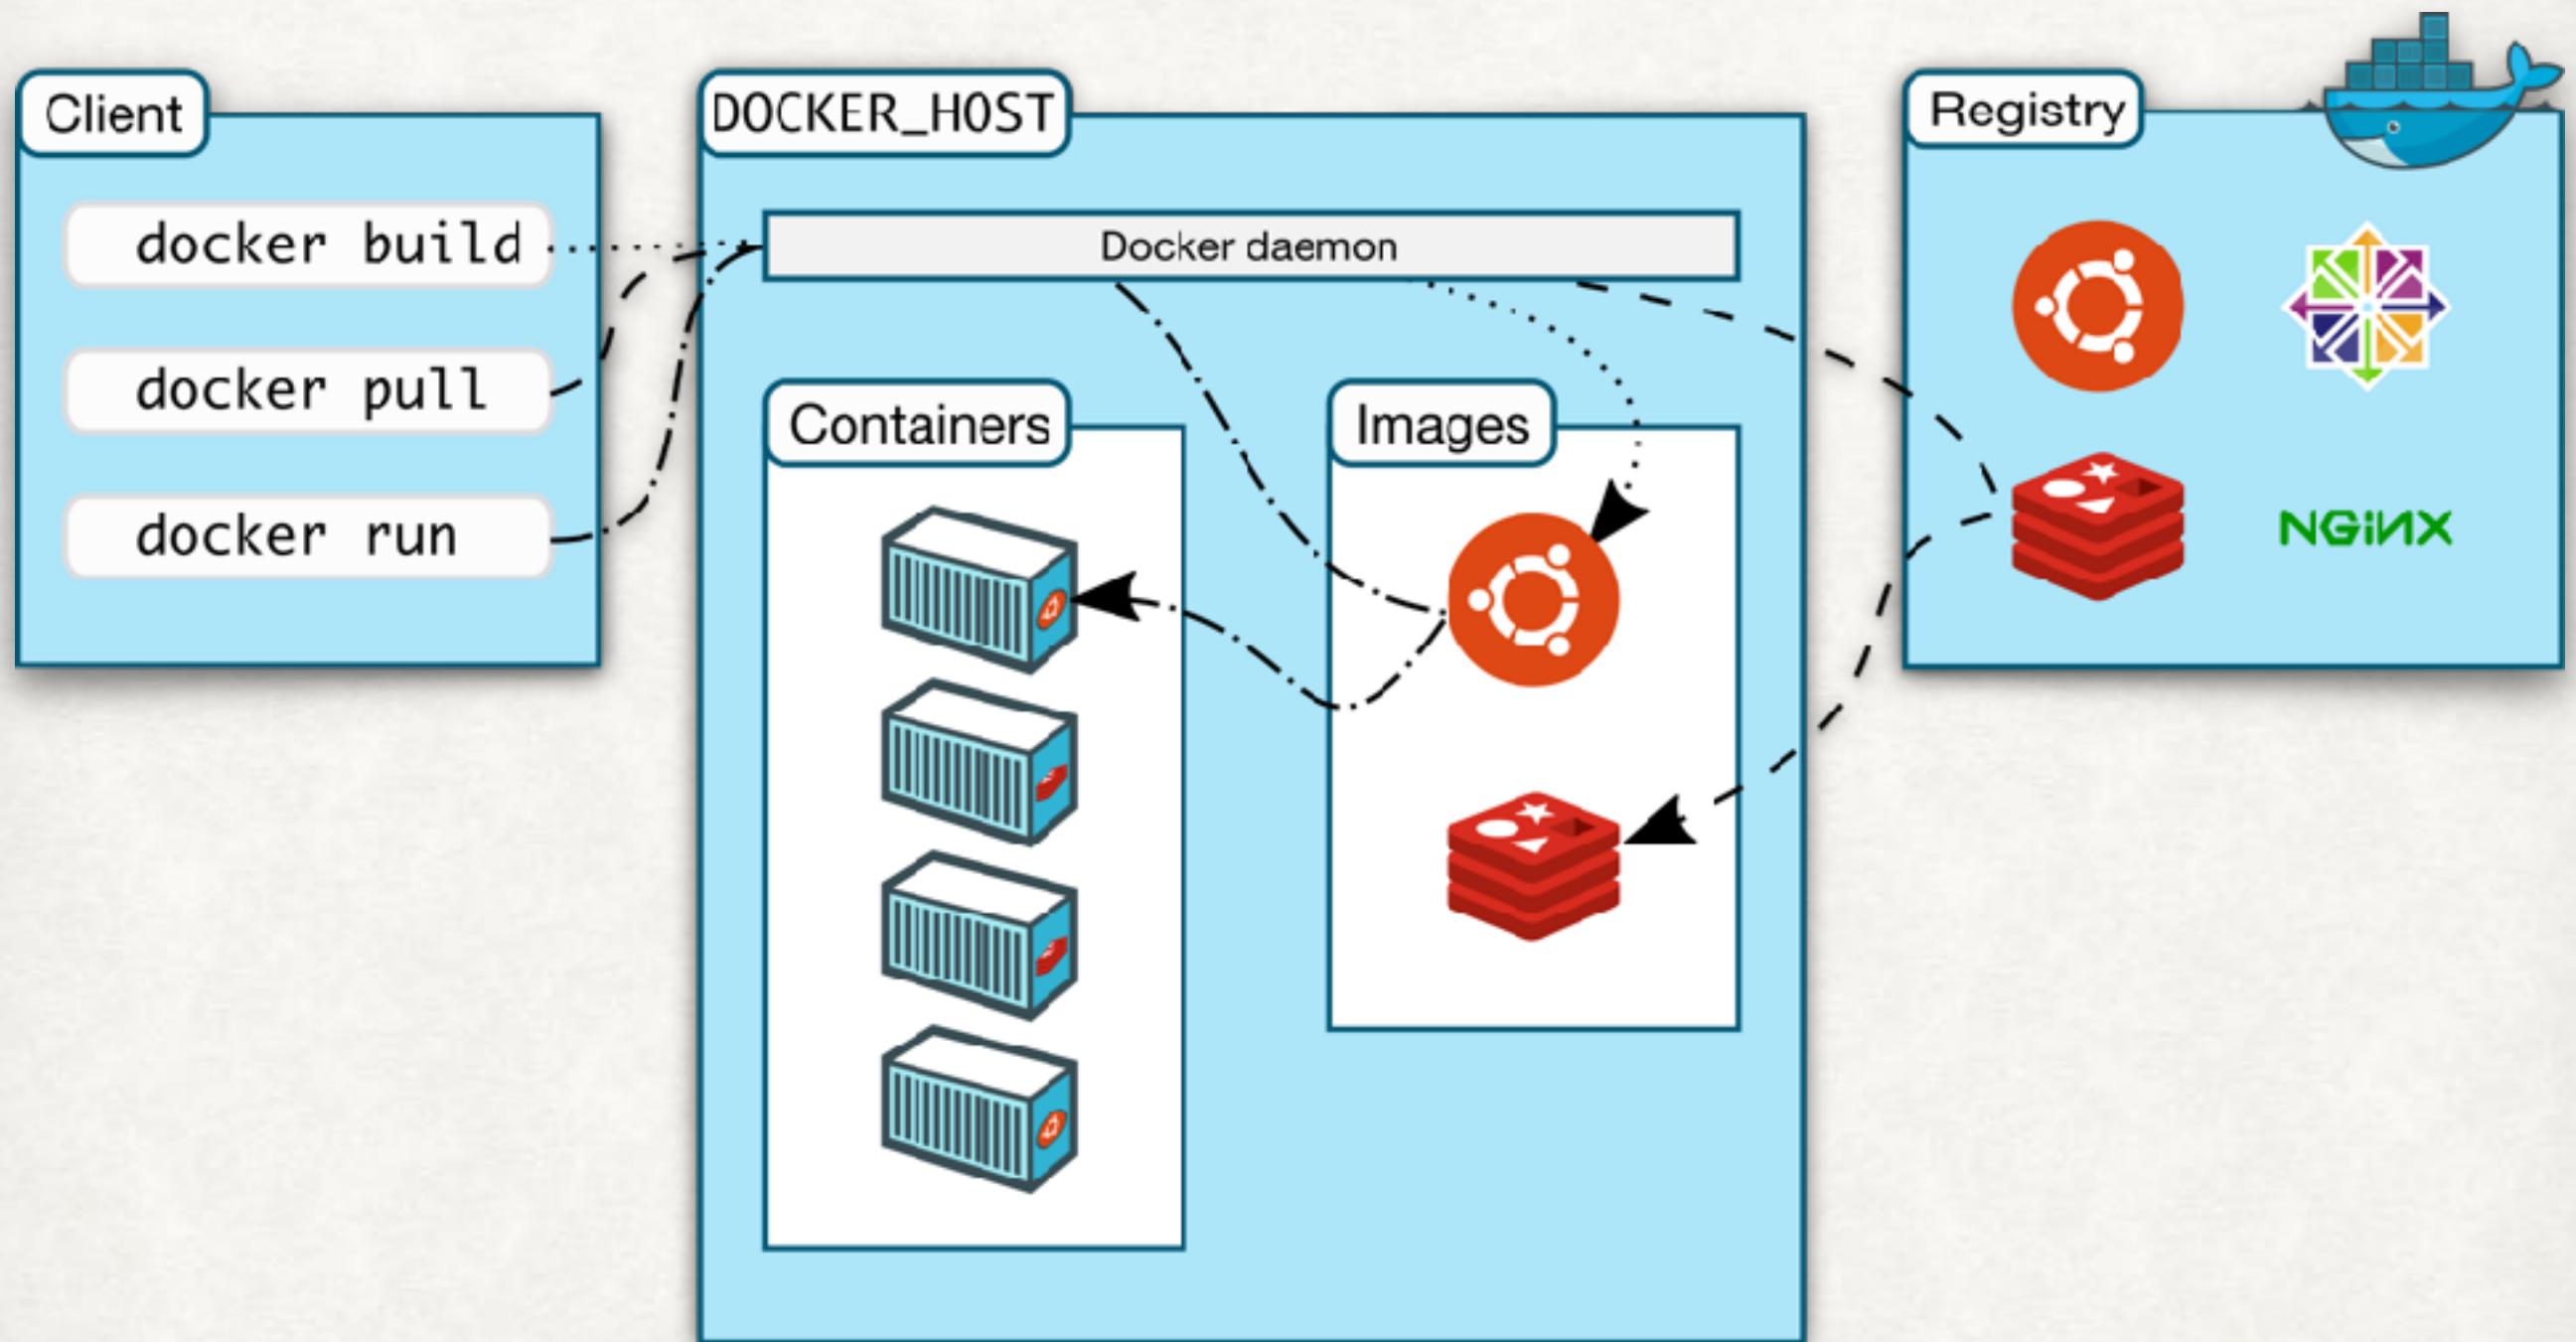 Client
docker build
docker pull
docker run
DOCKER_HOST
Docker daemon
Containers
Images
Registry
NGiNX